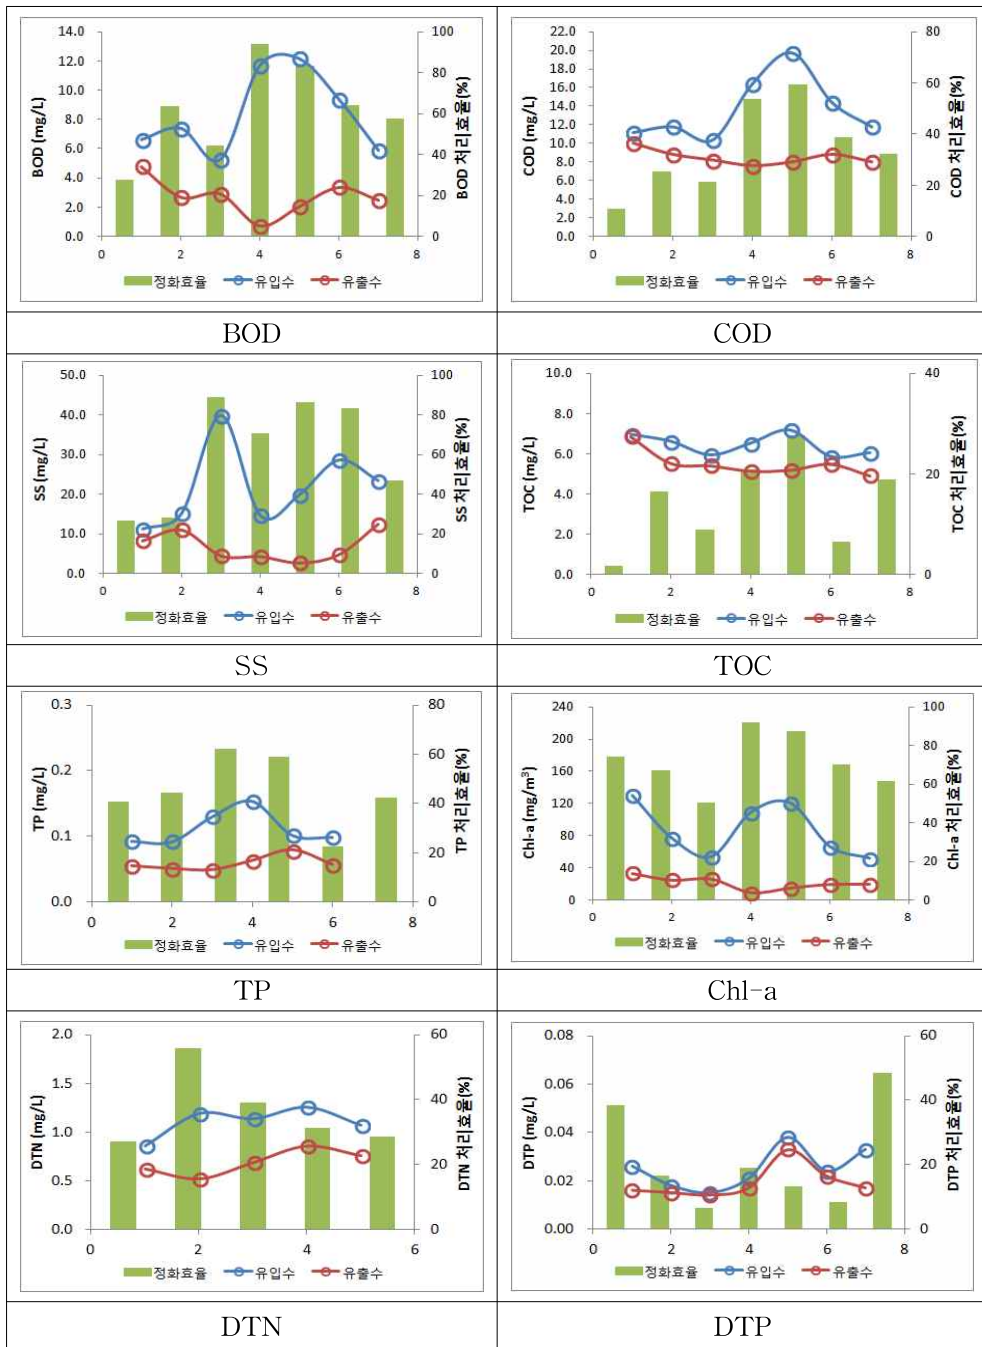 BOD (mg/L)
14.0
12.0
10.0
8.0
6.0
4.0
2.0
0.0
0 2 4 6 8
100
80
60
40
20
0
BOD 처리효율(%)
정화효율 유입수 유출수
BOD
COD (mg/L)
22.0
20.0
18.0
16.0
14.0
12.0
10.0
8.0
6.0
4.0
2.0
0.0
0 2 4 6 8
80
60
40
20
0
COD 처리효율(%)
정화효율 유입수 유출수
COD
SS (mg/L)
50.0
40.0
30.0
20.0
10.0
0.0
0 2 4 6 8
100
80
60
40
20
0
SS 처리효율(%)
정화효율 유입수 유출수
SS
TOC (mg/L)
10.0
8.0
6.0
4.0
2.0
0.0
0 2 4 6 8
40
20
0
TOC 처리효율(%)
정화효율 유입수 유출수
TOC
TP (mg/L)
0.3
0.2
0.1
0.0
0 2 4 6 8
80
60
40
20
0
TP 처리효율(%)
정화효율 유입수 유출수
TP
Chl-a (mg/m³)
240
200
160
120
80
40
0
0 2 4 6 8
100
80
60
40
20
0
Chl-a 처리효율(%)
정화효율 유입수 유출수
Chl-a
DTN (mg/L)
2.0
1.5
1.0
0.5
0.0
0 2 4 6
60
40
20
0
DTN 처리효율(%)
정화효율 유입수 유출수
DTN
DTP (mg/L)
0.08
0.06
0.04
0.02
0.00
0 2 4 6 8
60
40
20
0
DTP 처리효율(%)
정화효율 유입수 유출수
DTP